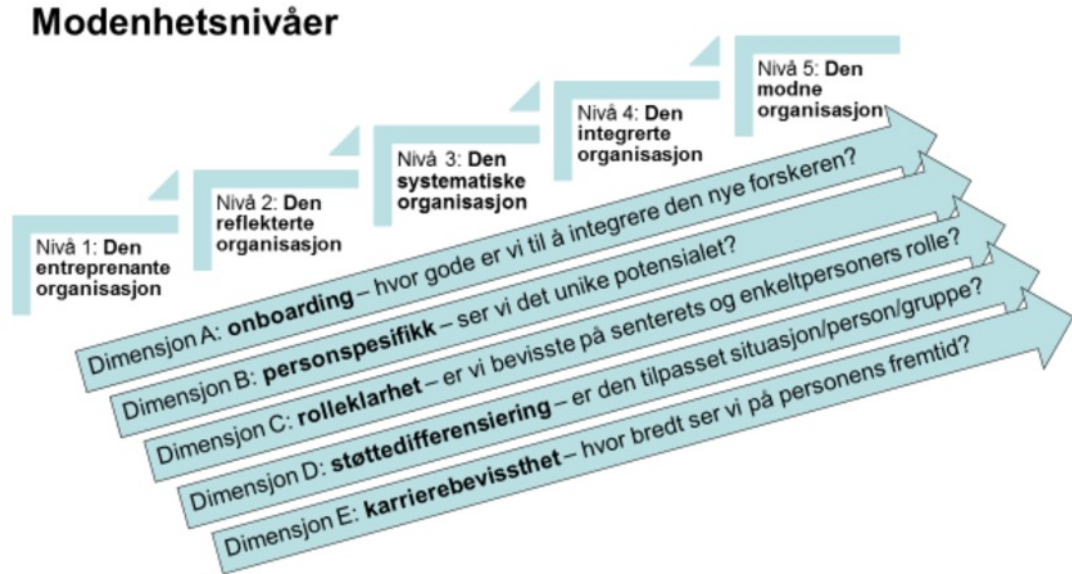 Modenhetsnivåer
Nivå 1: Den
entreprenante
organisasjon
Nivå 2: Den
reflekterte
organisasjon
Nivå 3: Den
systematiske
organisasjon
Nivå 4: Den
integrerte
organisasjon
Nivå 5: Den
modne
organisasjon
Dimensjon A: onboarding – hvor gode er vi til å integrere den nye forskeren?
Dimensjon B: personspesifikk – ser vi det unike potensialet?
Dimensjon C: rolleklarhet – er vi bevisste på senterets og enkeltpersoners rolle?
Dimensjon D: støttedifferensiering – er den tilpasset situasjon/person/gruppe?
Dimensjon E: karrierebevissthet – hvor bredt ser vi på personens fremtid?